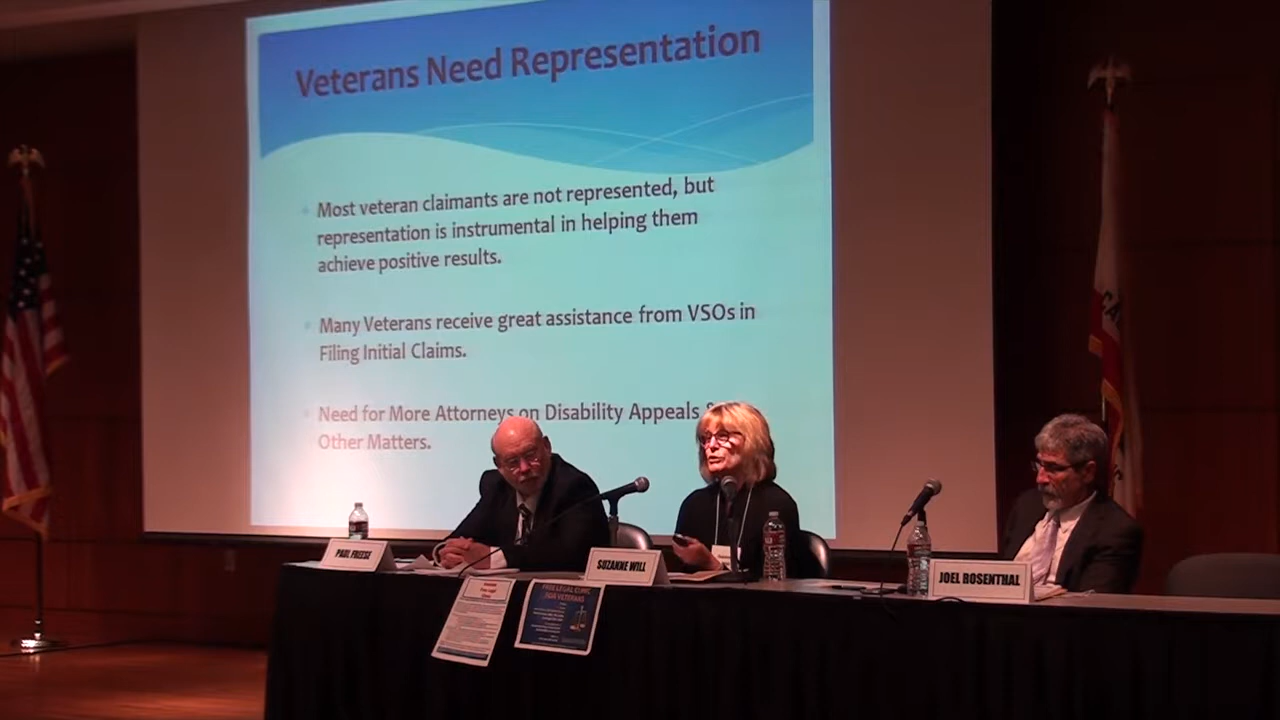 Veterans Need Representation
Most veteran claimants are not represented, but
representation is instrumental in helping them
achieve positive results.
Many Veterans receive great assistance from VSOs in
Filing Initial Claims.
Need for More Attorneys on Disability Appeals &
Other Matters.
PAUL FREESE
SUZANNE WILL
JOEL ROSENTHAL
FREE LEGAL CLINIC
FOR VETERANS